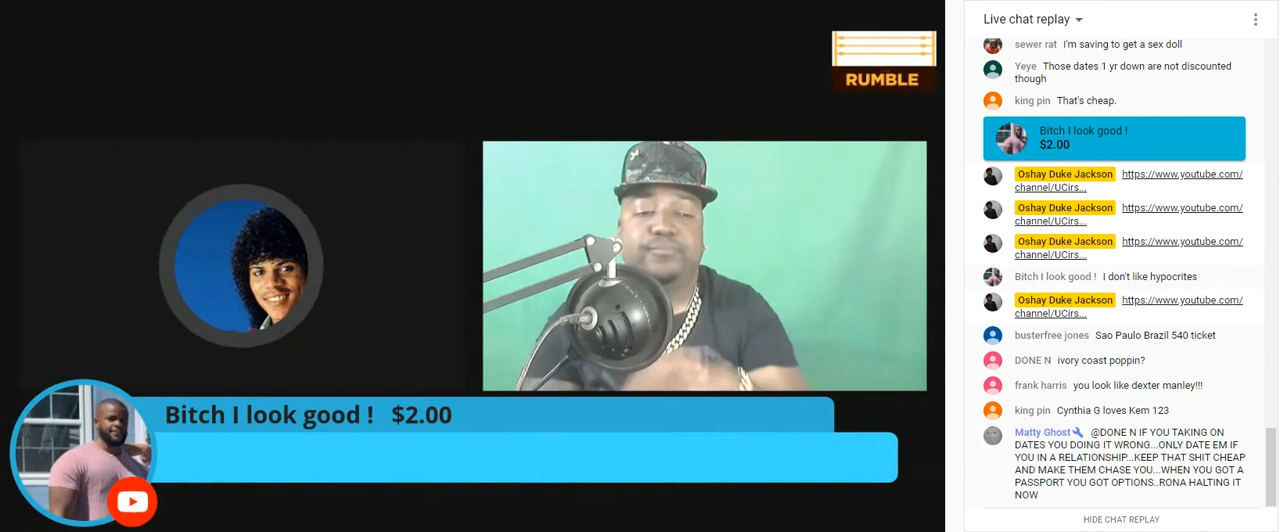 RUMBLE
Bitch I look good ! $2.00
Live chat replay
sewer rat I'm saving to get a sex doll
Yeye Those dates 1 yr down are not discounted
though
king pin That's cheap.
Bitch I look good !
$2.00
Oshay Duke Jackson https://www.youtube.com/
channel/UCirs...
Oshay Duke Jackson https://www.youtube.com/
channel/UCirs...
Oshay Duke Jackson https://www.youtube.com/
channel/UCirs...
Bitch I look good ! I don't like hypocrites
Oshay Duke Jackson https://www.youtube.com/
channel/UCirs...
busterfree jones Sao Paulo Brazil 540 ticket
DONE N ivory coast poppin?
frank harris you look like dexter manley!!!
king pin Cynthia G loves Kem 123
Matty Ghost @DONE N IF YOU TAKING ON
DATES YOU DOING IT WRONG...ONLY DATE EM IF
YOU IN A RELATIONSHIP...KEEP THAT SHIT CHEAP
AND MAKE THEM CHASE YOU...WHEN YOU GOT A
PASSPORT YOU GOT OPTIONS..RONA HALTING IT
NOW
HIDE CHAT REPLAY